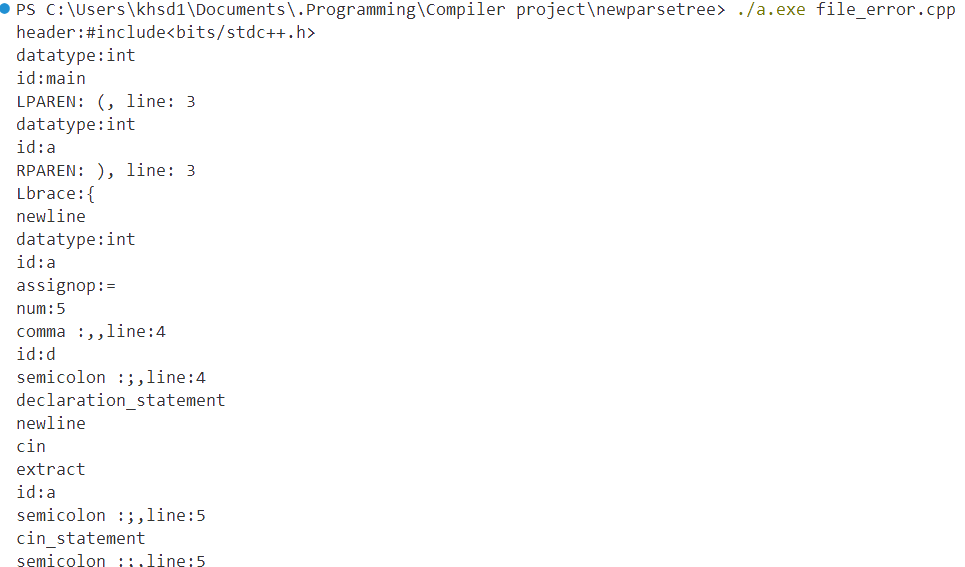 PS C:\Users\khsd1\Documents\.Programming\Compiler project\newparsetree> ./a.exe file_error.cpp
header:#include<bits/stdc++.h>
datatype:int
id:main
LPAREN: (, line: 3
datatype:int
id:a
RPAREN: ), line: 3
Lbrace:{
newline
datatype:int
id:a
assignop:=
num:5
comma :,,line:4
id:d
semicolon :;,line:4
declaration_statement
newline
cin
extract
id:a
semicolon :;,line:5
cin_statement
semicolon :;,line:5